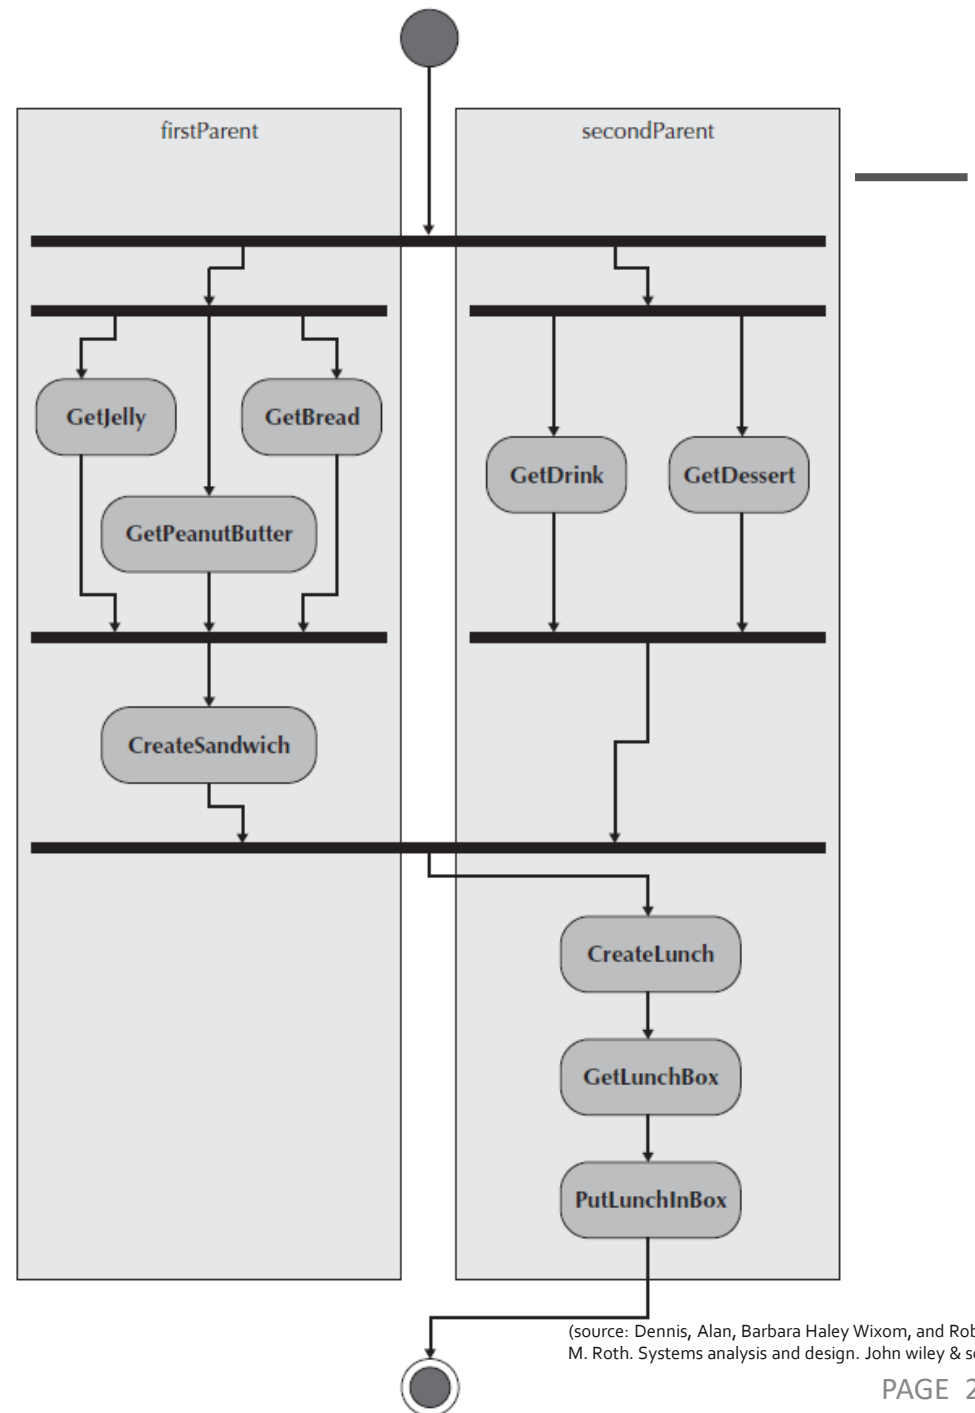 firstParent
secondParent
GetJelly
GetBread
GetDrink
GetDessert
GetPeanutButter
CreateSandwich
CreateLunch
GetLunchBox
PutLunchInBox
(source: Dennis, Alan, Barbara Haley Wixom, and
M. Roth. Systems analysis and design. John wiley &
PAGE 2